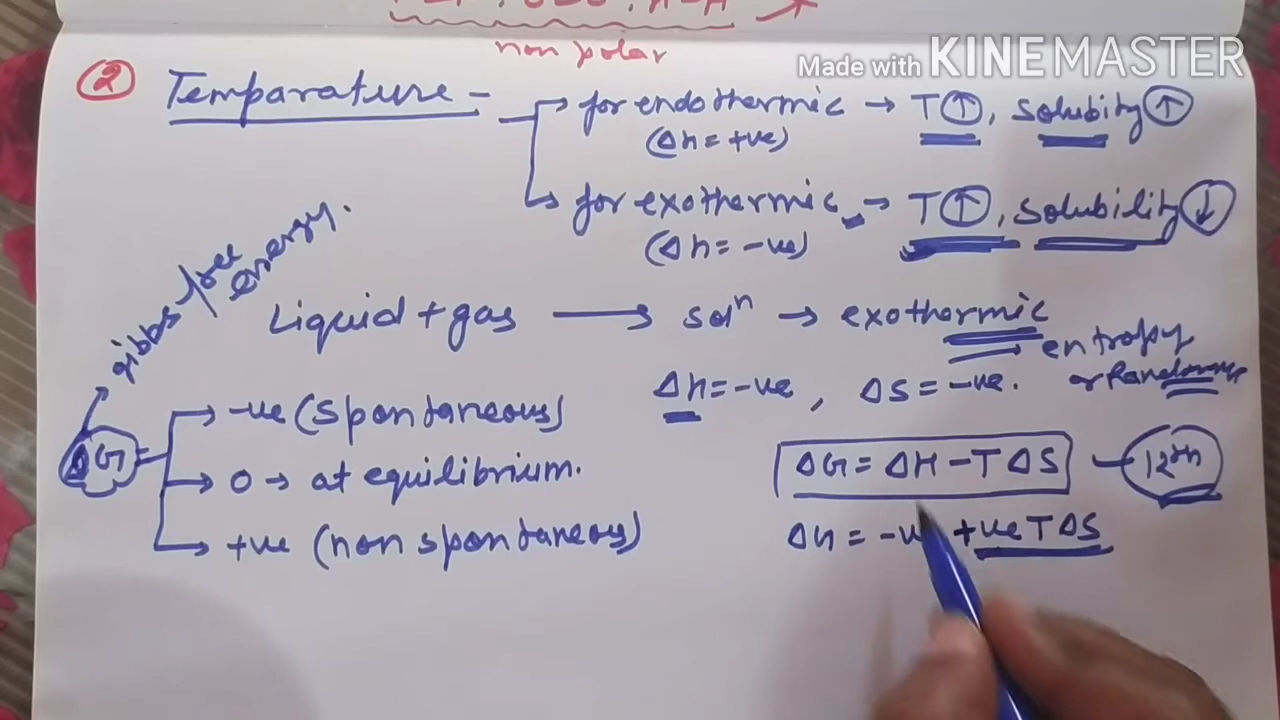 non polar
Made with KINEMASTER
② Temparature -
→ for endothermic → T↑, solubity↑
(Δh = +ve)
→ for exothermic → T↑, solubility↓
(Δh = -ve)
gibbs free
energy.
Liquid + gas → solⁿ → exothermic
→ entropy
or
Δh = -ve, ΔS = -ve.
ΔG =
→ -ve (spontaneous)
→ 0 → at equilibrium.
→ +ve (non spontaneous)
ΔG = ΔH - TΔS - 12th
Δh = -v +ve TΔS